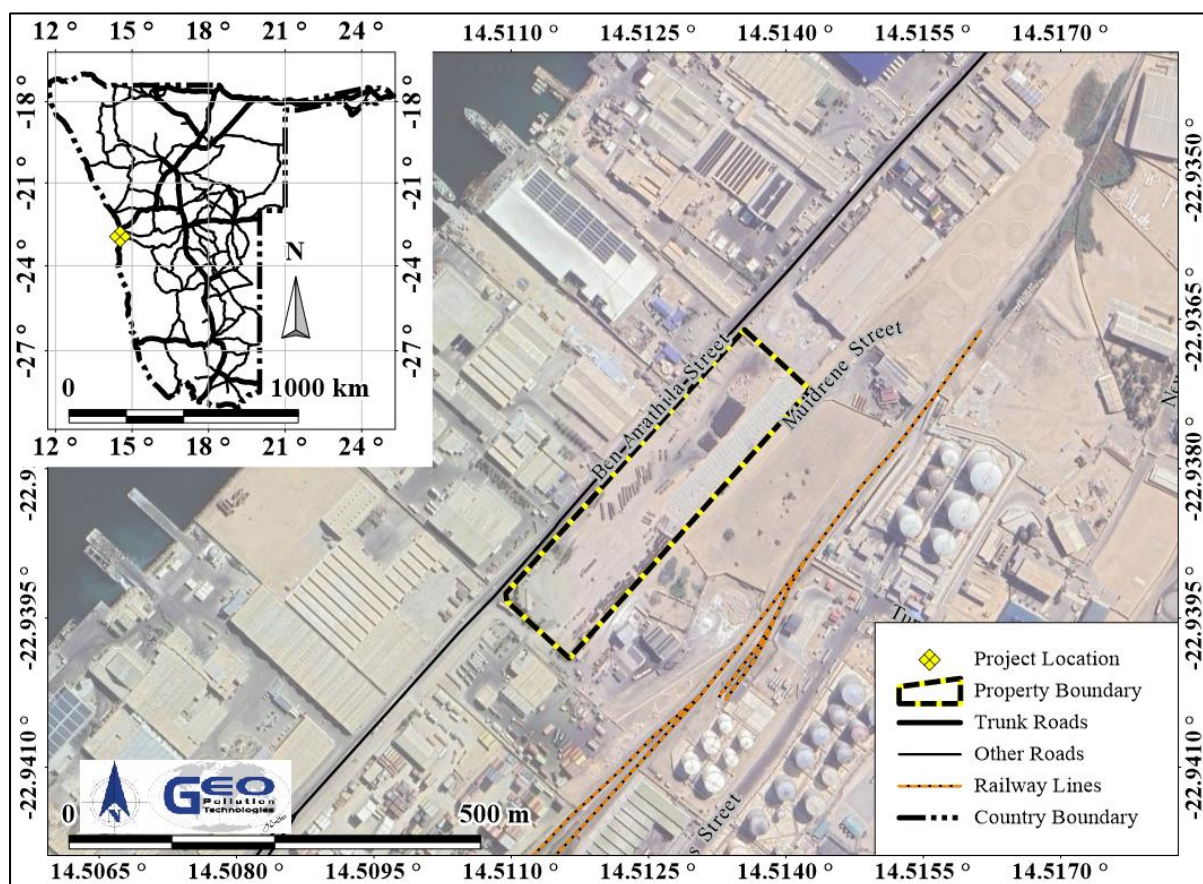 12 ° 15 ° 18 ° 21 ° 24 °
14.5110 ° 14.5125 ° 14.5140 ° 14.5155 ° 14.5170 °
-18
-21
-24
-27
-18
-21
-24
-27
N
0 1000 km
12 ° 15 ° 18 ° 21 ° 24 °
-22.9350
-22.9365
-22.9380
-22.9395
-22.9410
-22.9
-22.9395
-22.9410
Ben Amathila Street
Murdrene Street
Street
Project Location
Property Boundary
Trunk Roads
Other Roads
Railway Lines
Country Boundary
N
GEO
Pollution
Technologies
0 500 m
14.5065 ° 14.5080 ° 14.5095 ° 14.5110 ° 14.5125 ° 14.5140 ° 14.5155 ° 14.5170 °